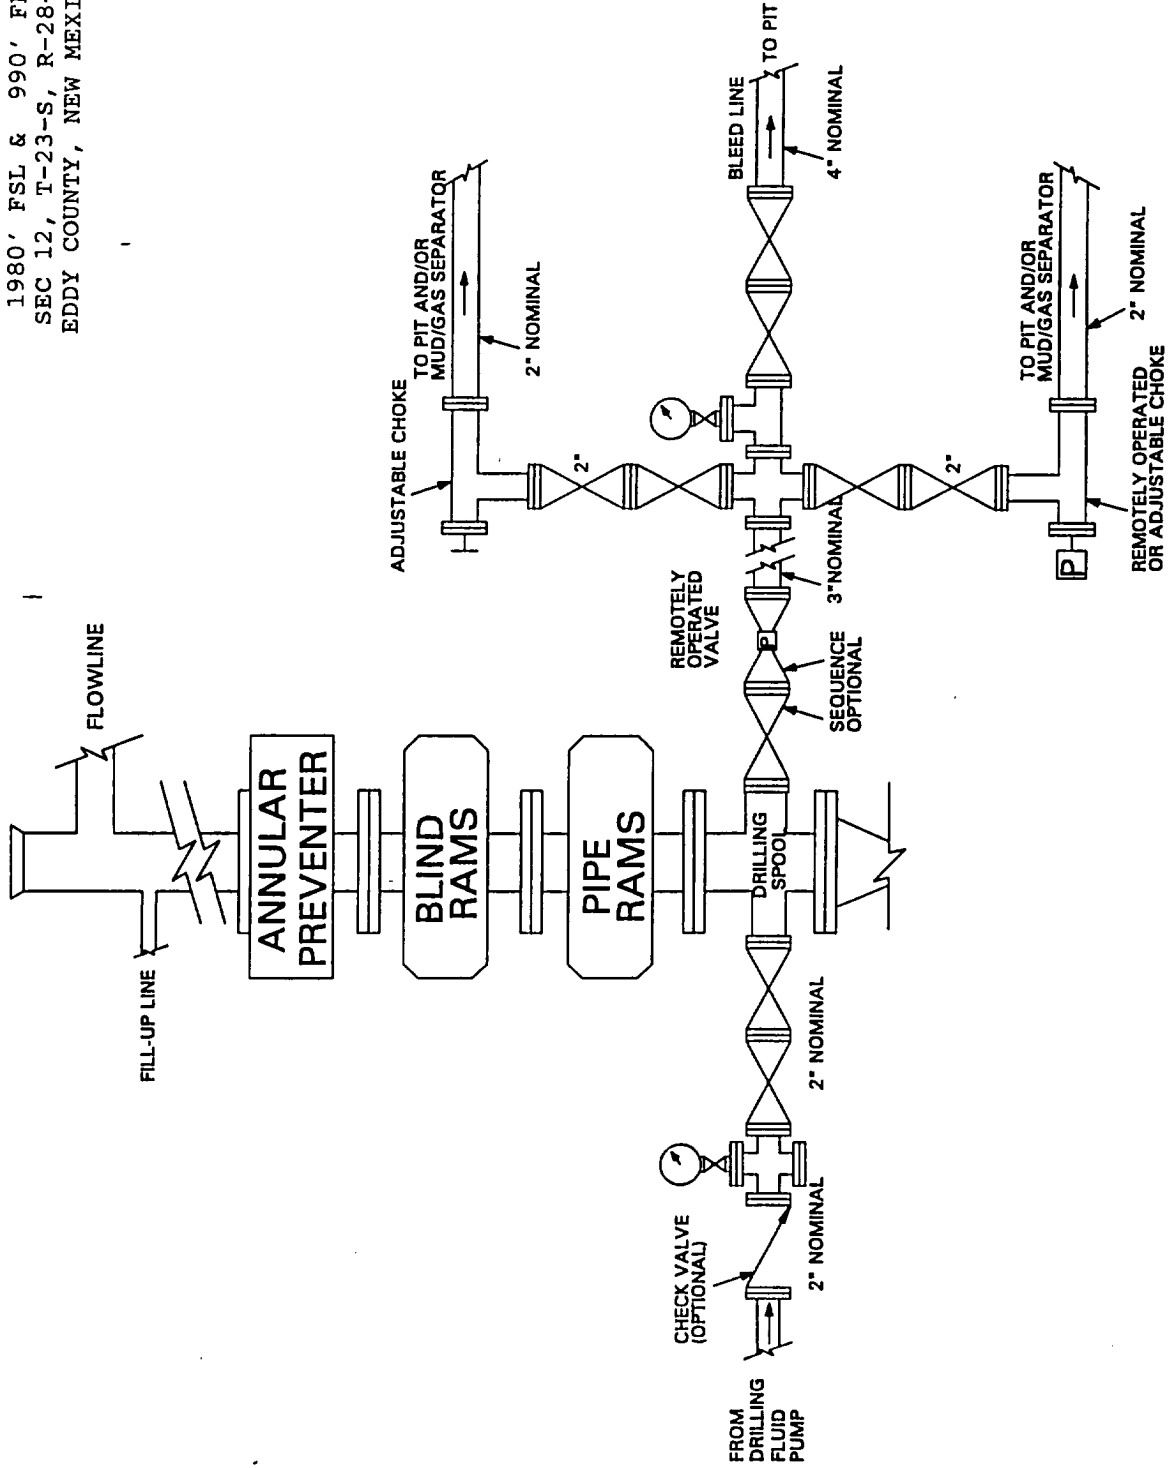 1980' FSL & 990'
SEC 12, T-23-S,
EDDY COUNTY, NEW
FLOWLINE
FILL-UP LINE
ANNULAR
PREVENTER
BLIND
RAMS
PIPE
RAMS
DRILLING
SPOOL
ADJUSTABLE CHOKE
TO PIT AND/OR
MUD/GAS SEPARATOR
2" NOMINAL
2"
BLEED LINE
TO PIT
4" NOMINAL
REMOTELY
OPERATED
VALVE
P
3"NOMINAL
SEQUENCE
OPTIONAL
2"
TO PIT AND/OR
MUD/GAS SEPARATOR
2" NOMINAL
P
REMOTELY OPERATED
OR ADJUSTABLE CHOKE
2" NOMINAL
CHECK VALVE
(OPTIONAL)
2" NOMINAL
FROM
DRILLING
FLUID
PUMP